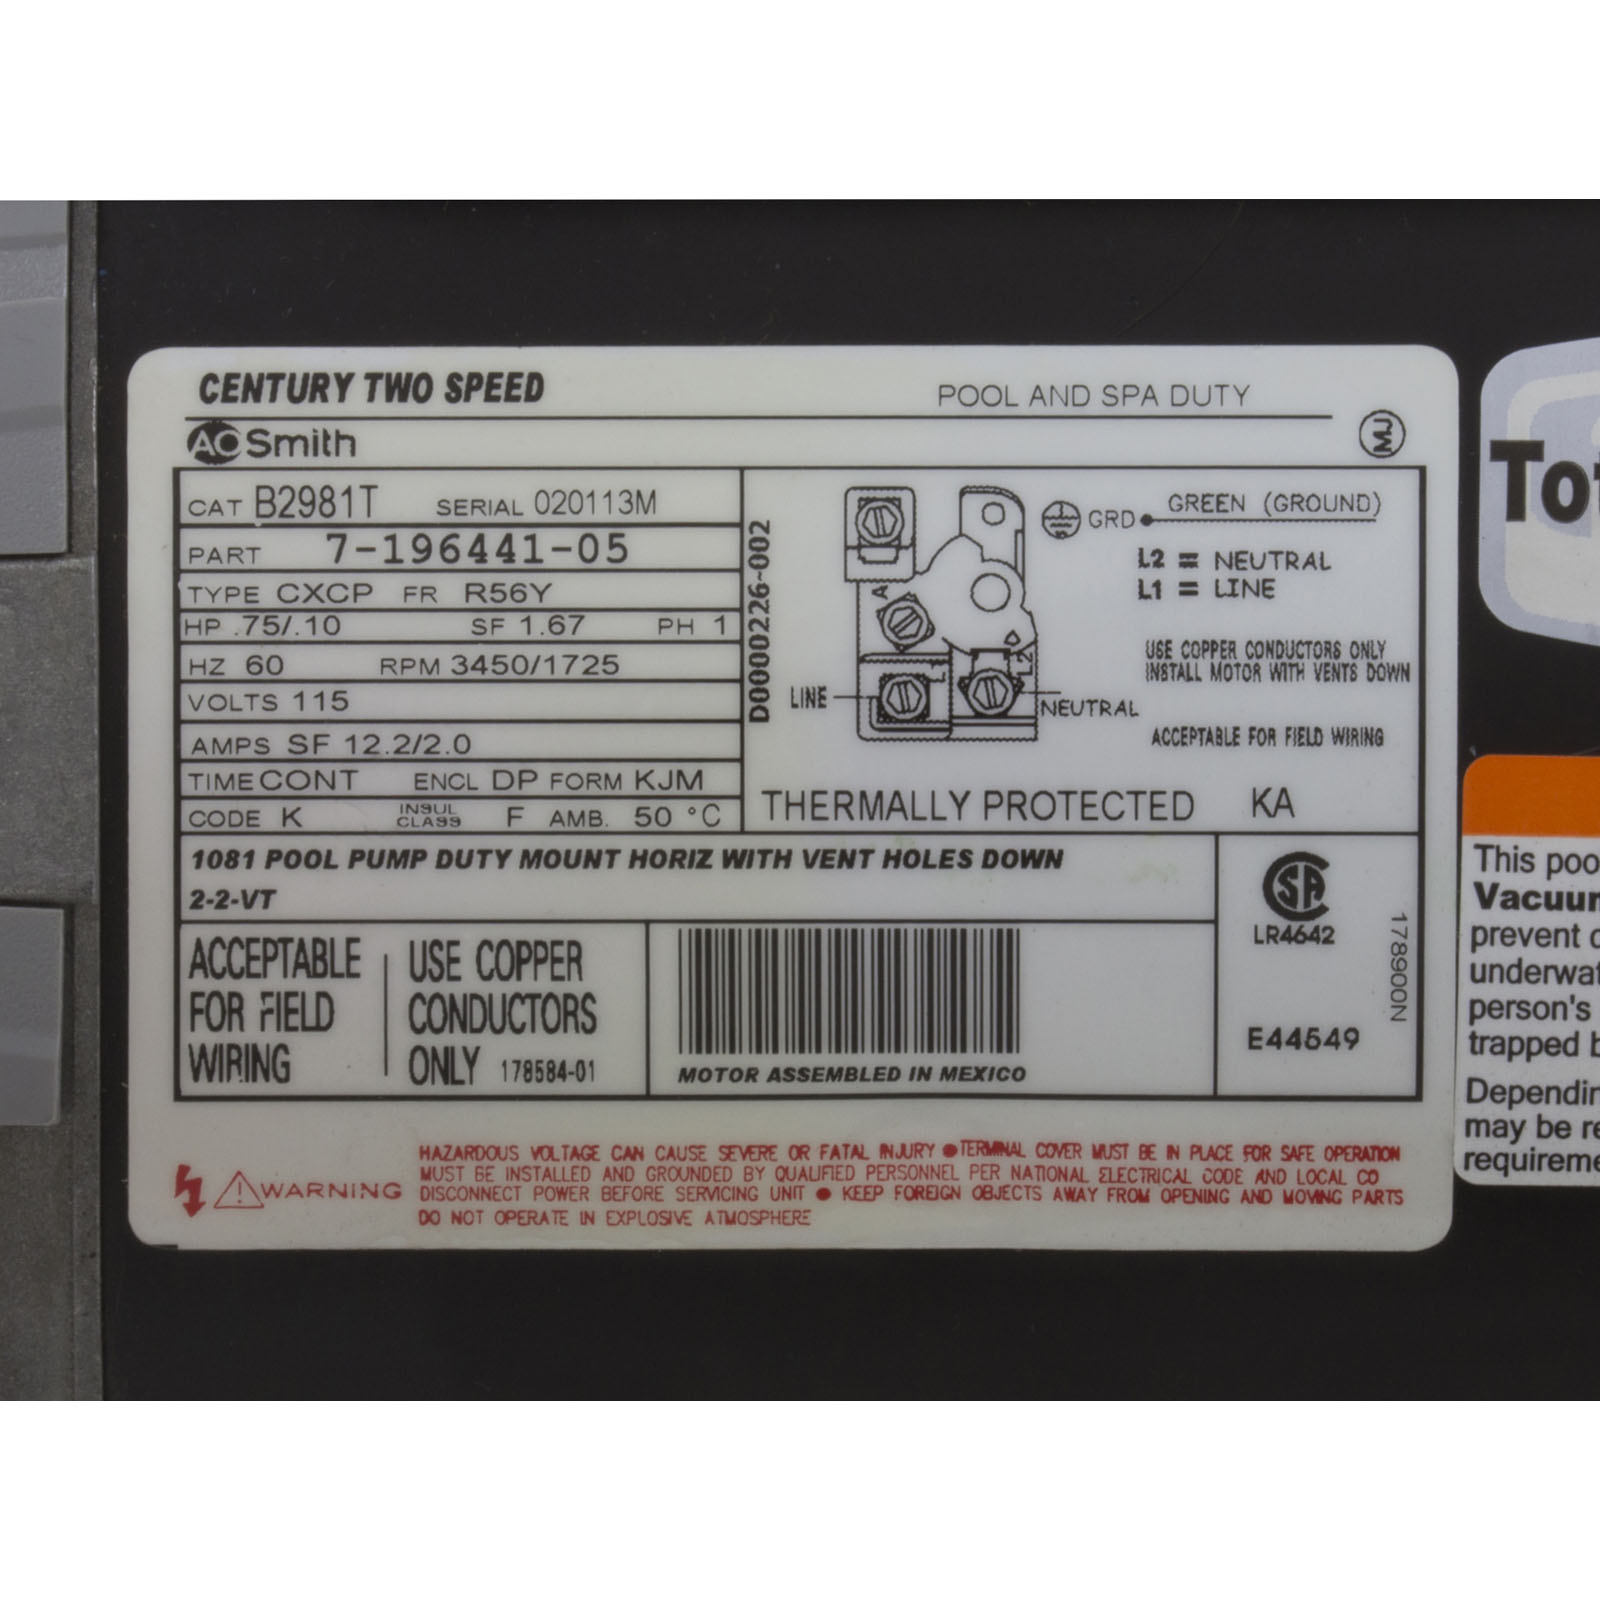 CENTURY TWO SPEED
POOL AND SPA DUTY
AO Smith
MJ
CAT B2981T SERIAL 020113M
PART 7-196441-05
TYPE CXCP FR R56Y
HP .75/.10 SF 1.67 PH 1
HZ 60 RPM 3450/1725
VOLTS 115
AMPS SF 12.2/2.0
TIME CONT ENCL DP FORM KJM
CODE K INSUL CLASS F AMB. 50 °C
D0000226-002
A
L1
L2
LINE
NEUTRAL
GRD GREEN (GROUND)
L2 = NEUTRAL
L1 = LINE
USE COPPER CONDUCTORS ONLY
INSTALL MOTOR WITH VENTS DOWN
ACCEPTABLE FOR FIELD WIRING
THERMALLY PROTECTED KA
1081 POOL PUMP DUTY MOUNT HORIZ WITH VENT HOLES DOWN
2-2-VT
ACCEPTABLE
FOR FIELD
WIRING
USE COPPER
CONDUCTORS
ONLY 178584-01
MOTOR ASSEMBLED IN MEXICO
SA
LR4642
E44549
178900N
WARNING
HAZARDOUS VOLTAGE CAN CAUSE SEVERE OR FATAL INJURY ● TERMINAL COVER MUST BE IN PLACE FOR SAFE OPERATION
MUST BE INSTALLED AND GROUNDED BY QUALIFIED PERSONNEL PER NATIONAL ELECTRICAL CODE AND LOCAL CO
DISCONNECT POWER BEFORE SERVICING UNIT ● KEEP FOREIGN OBJECTS AWAY FROM OPENING AND MOVING PARTS
DO NOT OPERATE IN EXPLOSIVE ATMOSPHERE
Tot
This poo
Vacuum
prevent
underwat
person's
trapped b
Dependin
may be re
requireme